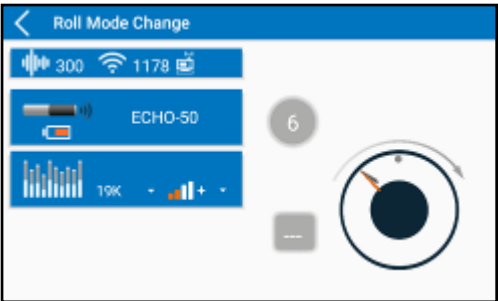 Roll Mode Change
300 1178
ECHO-50
19K - + -
6
---